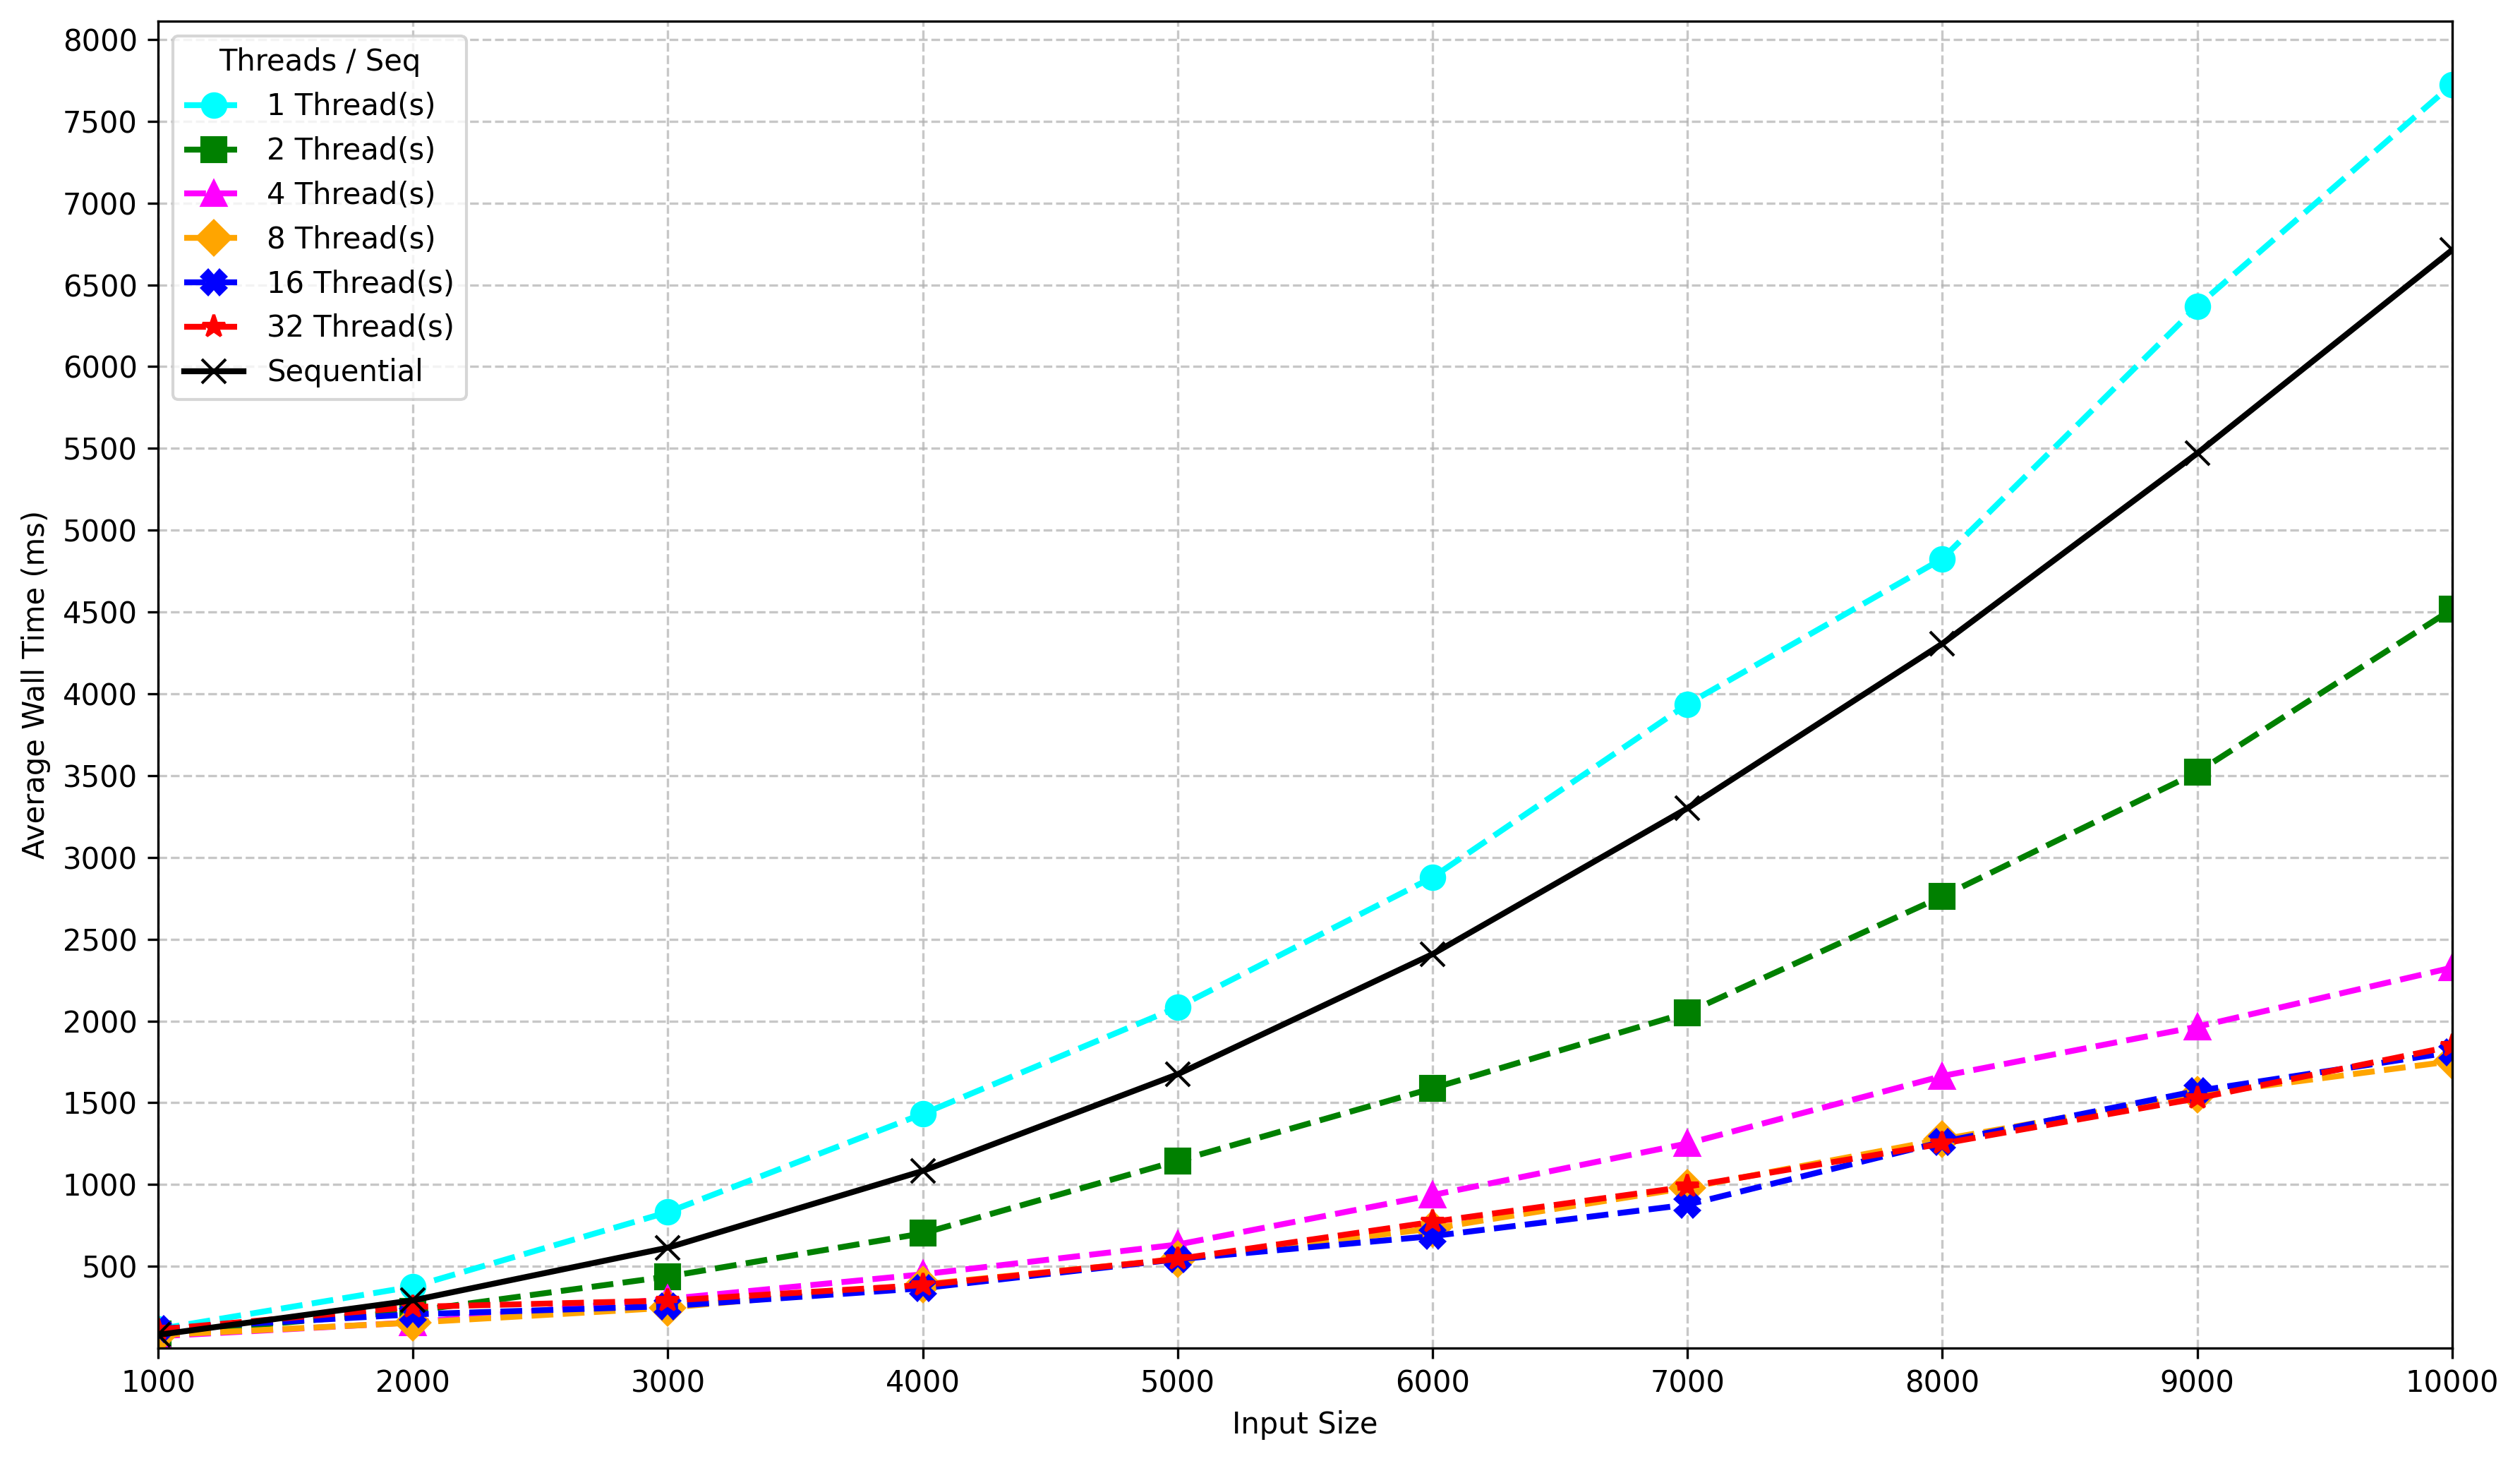 8000
7500
7000
6500
6000
5500
5000
4500
4000
3500
3000
2500
2000
1500
1000
500
Average Wall Time (ms)
Threads / Seq
1 Thread(s)
2 Thread(s)
4 Thread(s)
8 Thread(s)
16 Thread(s)
32 Thread(s)
Sequential
1000 2000 3000 4000 5000 6000 7000 8000 9000 10000
Input Size